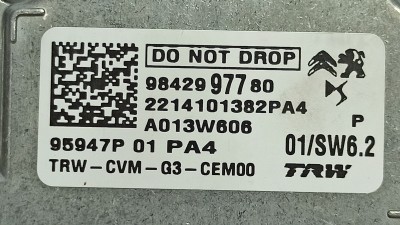 DO NOT DROP
98429 977 80
2214101382PA4
A013W606
P
95947P 01 PA4
01/SW6.2
TRW-CVM-G3-CEM00
TRW